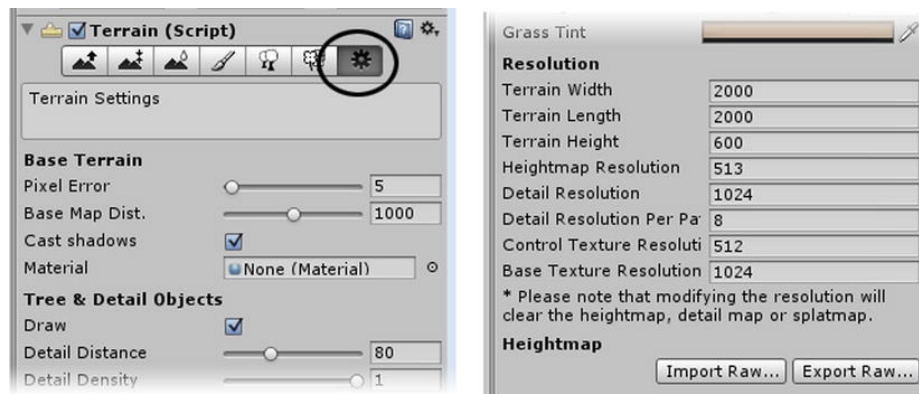 Terrain (Script)
Terrain Settings
Base Terrain
Pixel Error 5
Base Map Dist. 1000
Cast shadows
Material None (Material)
Tree & Detail Objects
Draw
Detail Distance 80
Detail Density 1
Grass Tint
Resolution
Terrain Width 2000
Terrain Length 2000
Terrain Height 600
Heightmap Resolution 513
Detail Resolution 1024
Detail Resolution Per Pa 8
Control Texture Resoluti 512
Base Texture Resolution 1024
* Please note that modifying the resolution will
clear the heightmap, detail map or splatmap.
Heightmap
Import Raw... Export Raw...